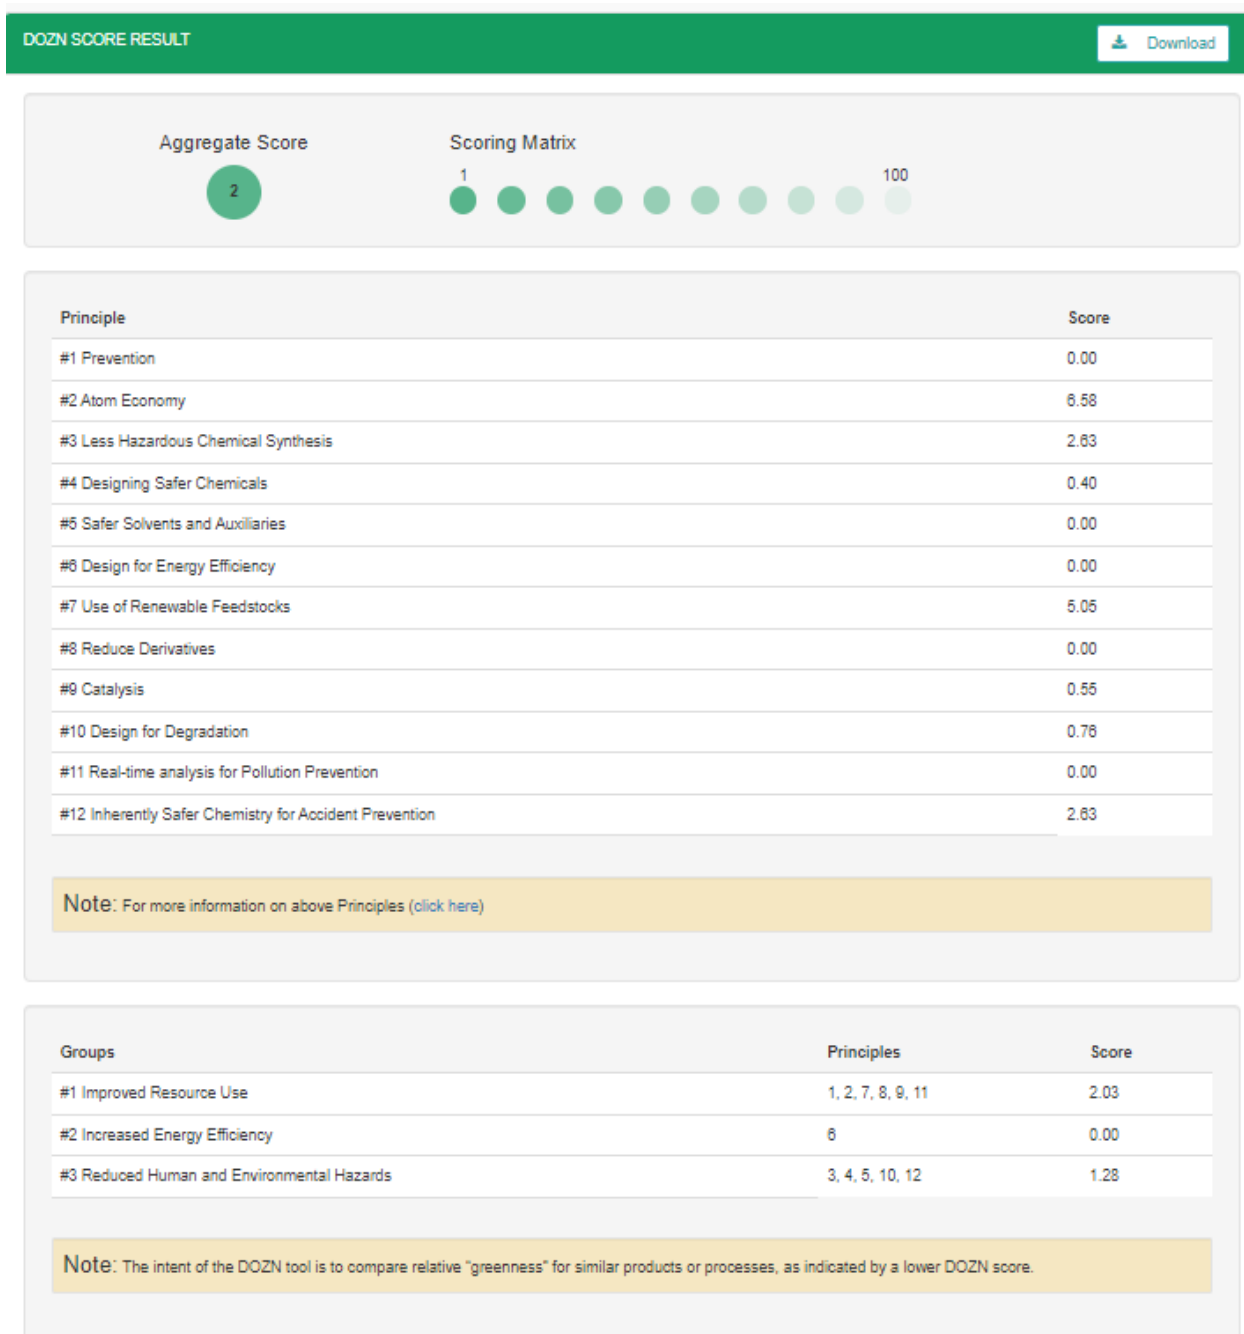 DOZN SCORE RESULT
Download
Aggregate Score
Scoring Matrix
2
1
100
Principle Score
#1 Prevention 0.00
#2 Atom Economy 6.58
#3 Less Hazardous Chemical Synthesis 2.63
#4 Designing Safer Chemicals 0.40
#5 Safer Solvents and Auxiliaries 0.00
#6 Design for Energy Efficiency 0.00
#7 Use of Renewable Feedstocks 5.05
#8 Reduce Derivatives 0.00
#9 Catalysis 0.55
#10 Design for Degradation 0.76
#11 Real-time analysis for Pollution Prevention 0.00
#12 Inherently Safer Chemistry for Accident Prevention 2.63
Note: For more information on above Principles (click here)
Groups Principles Score
#1 Improved Resource Use 1, 2, 7, 8, 9, 11 2.03
#2 Increased Energy Efficiency 6 0.00
#3 Reduced Human and Environmental Hazards 3, 4, 5, 10, 12 1.28
Note: The intent of the DOZN tool is to compare relative "greenness" for similar products or processes, as indicated by a lower DOZN score.